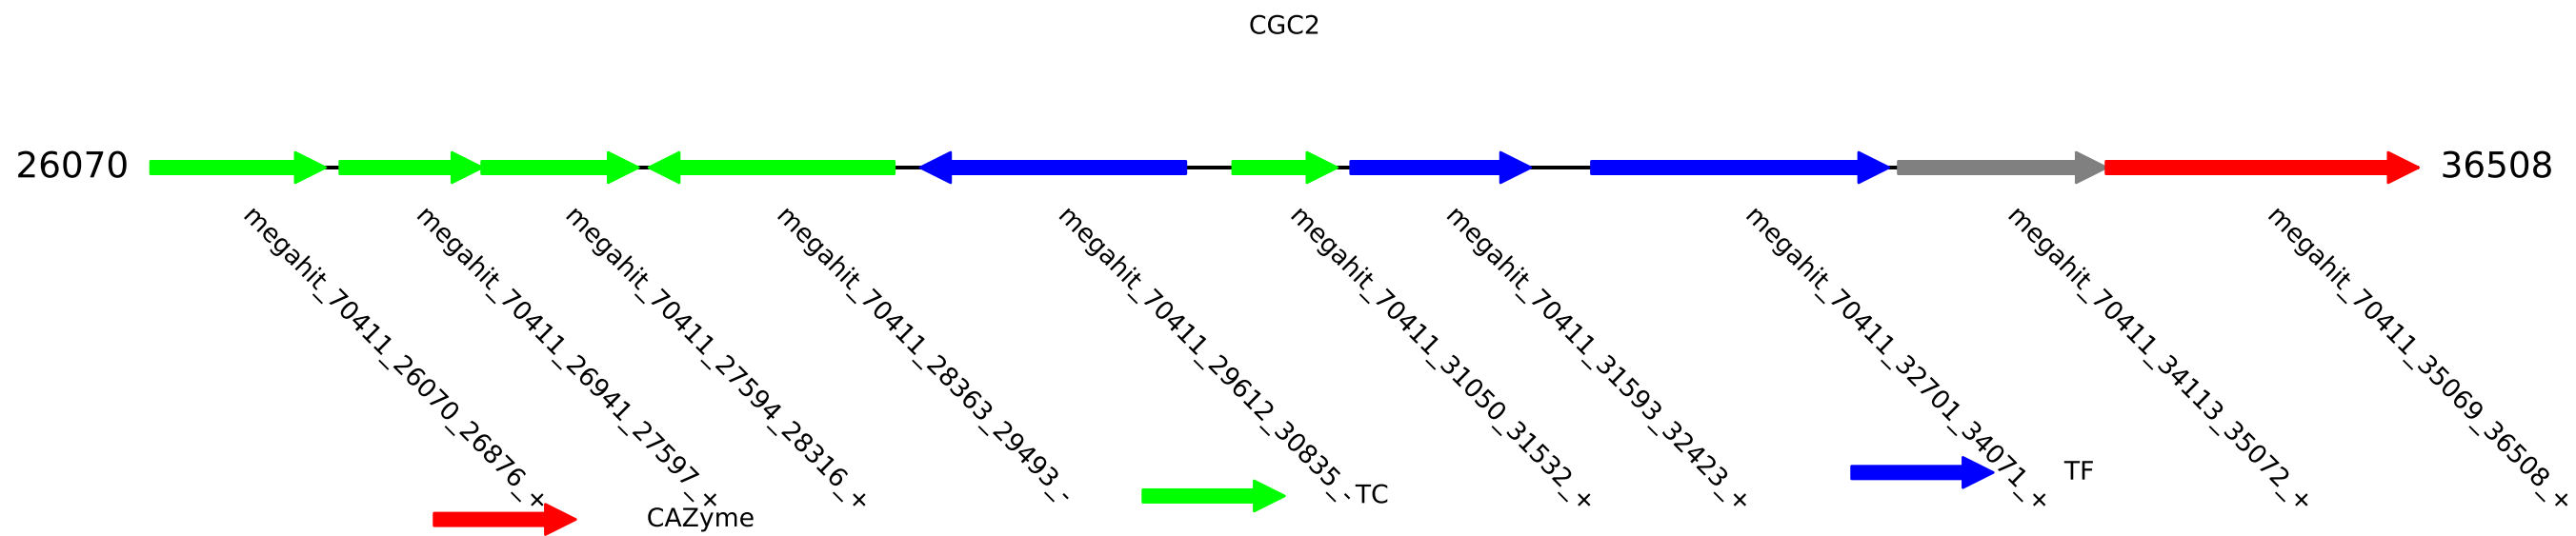 CGC2
26070
36508
megahit_70411_26070_26876_+
megahit_70411_26941_27597_+
megahit_70411_27594_28316_+
megahit_70411_28363_29493_-
megahit_70411_29612_30835_-
megahit_70411_31050_31532_+
megahit_70411_31593_32423_+
megahit_70411_32701_34071_+
megahit_70411_34113_35072_+
megahit_70411_35069_36508_+
CAZyme
TC
TF